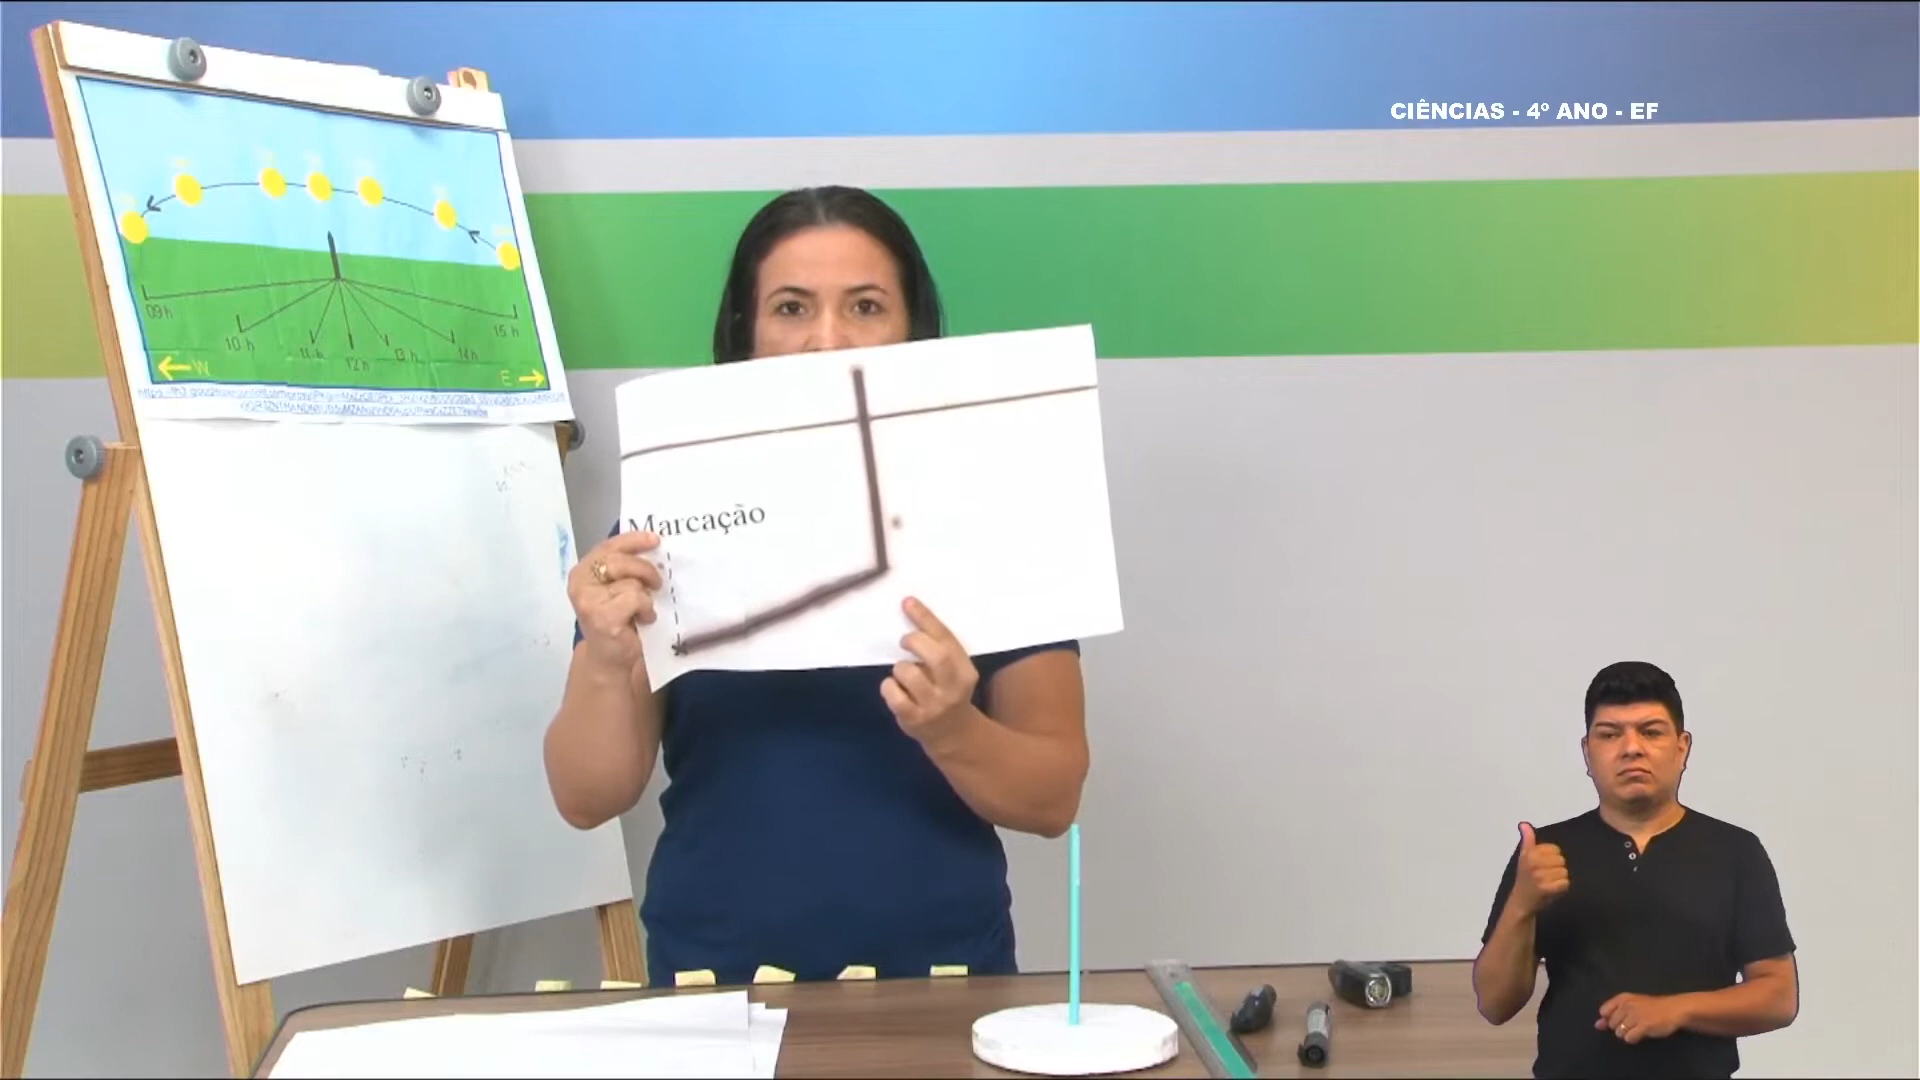 CIÊNCIAS - 4º ANO - EF
09 h
10 h
11 h
12 h
13 h
14 h
15 h
W
E
Marcação